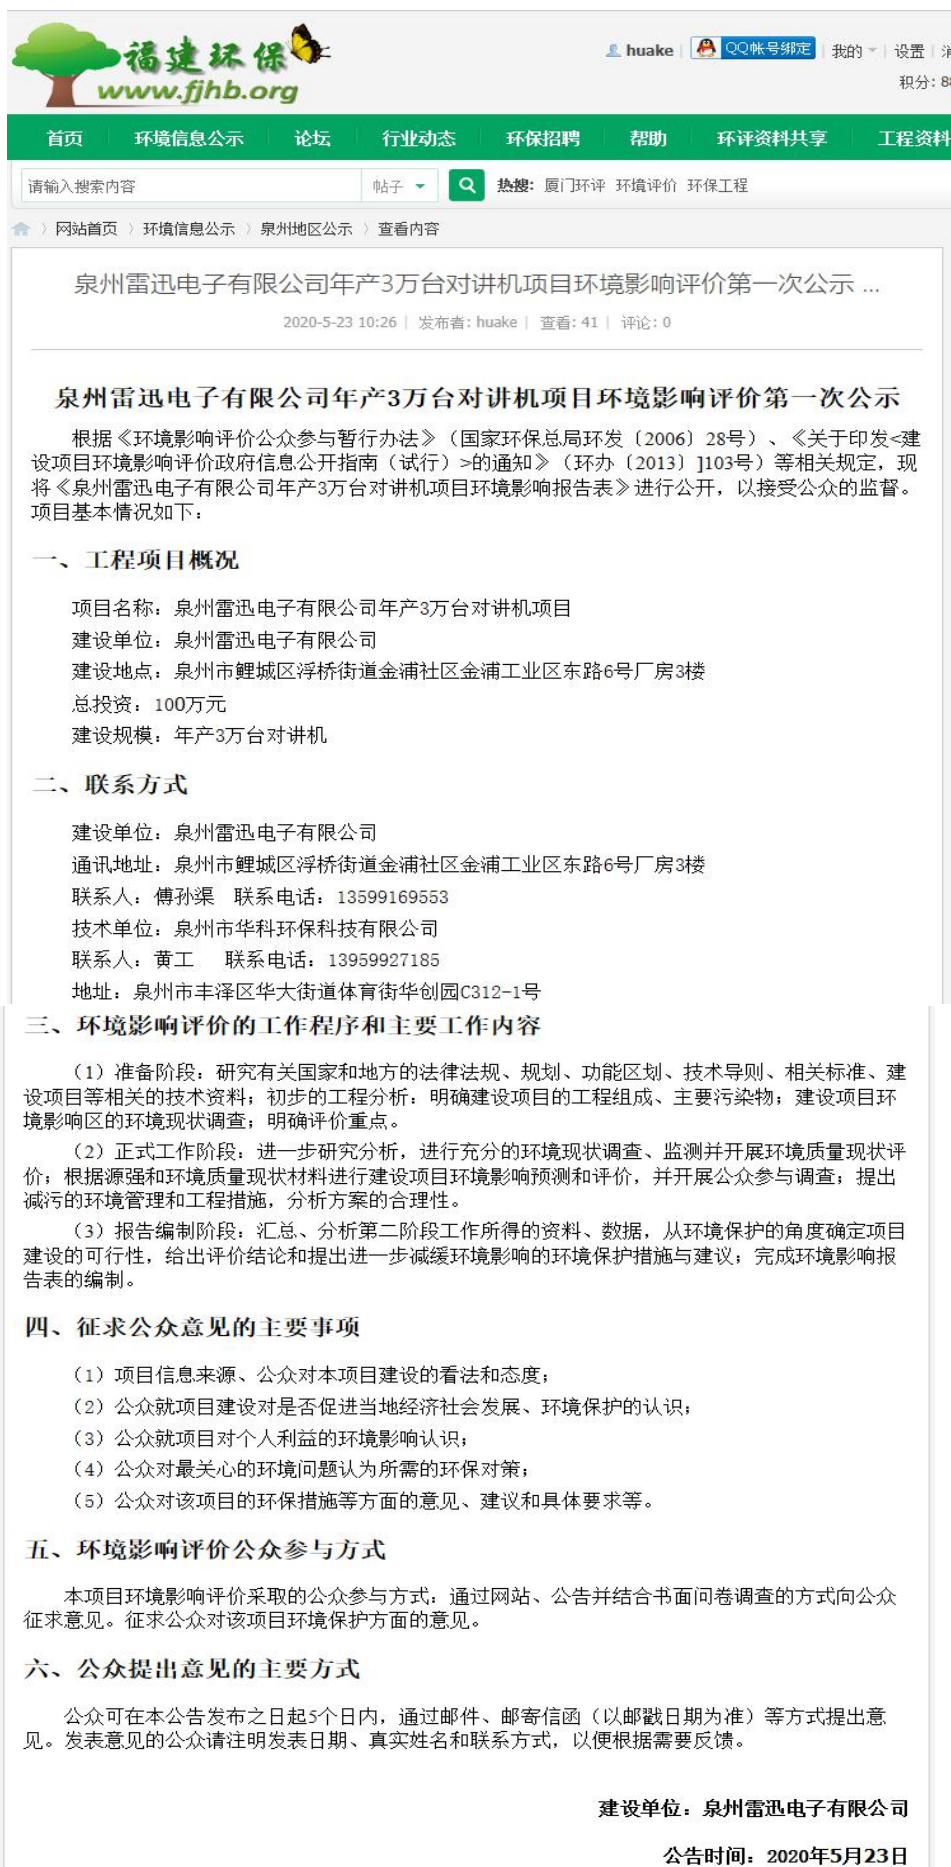 福建环保
www.fjhb.org
huake
QQ帐号绑定
我的
设置
积分: 88
首页 环境信息公示 论坛 行业动态 环保招聘 帮助 环评资料共享 工程资料
请输入搜索内容 帖子 热搜: 厦门环评 环境评价 环保工程
网站首页 〉 环境信息公示 〉 泉州地区公示 〉 查看内容
泉州雷迅电子有限公司年产3万台对讲机项目环境影响评价第一次公示 ...
2020-5-23 10:26 | 发布者: huake | 查看: 41 | 评论: 0
泉州雷迅电子有限公司年产3万台对讲机项目环境影响评价第一次公示
根据《环境影响评价公众参与暂行办法》（国家环保总局环发〔2006〕28号）、《关于印发<建
设项目环境影响评价政府信息公开指南（试行）>的通知》（环办〔2013〕]103号）等相关规定，现
将《泉州雷迅电子有限公司年产3万台对讲机项目环境影响报告表》进行公开，以接受公众的监督。
项目基本情况如下：
一、工程项目概况
项目名称：泉州雷迅电子有限公司年产3万台对讲机项目
建设单位：泉州雷迅电子有限公司
建设地点：泉州市鲤城区浮桥街道金浦社区金浦工业区东路6号厂房3楼
总投资：100万元
建设规模：年产3万台对讲机
二、联系方式
建设单位：泉州雷迅电子有限公司
通讯地址：泉州市鲤城区浮桥街道金浦社区金浦工业区东路6号厂房3楼
联系人：傅孙渠 联系电话：13599169553
技术单位：泉州市华科环保科技有限公司
联系人：黄工 联系电话：13959927185
地址：泉州市丰泽区华大街道体育街华创园C312-1号
三、环境影响评价的工作程序和主要工作内容
（1）准备阶段：研究有关国家和地方的法律法规、规划、功能区划、技术导则、相关标准、建
设项目等相关的技术资料；初步的工程分析：明确建设项目的工程组成、主要污染物；建设项目环
境影响区的环境现状调查；明确评价重点。
（2）正式工作阶段：进一步研究分析，进行充分的环境现状调查、监测并开展环境质量现状评
价；根据源强和环境质量现状材料进行建设项目环境影响预测和评价，并开展公众参与调查；提出
减污的环境管理和工程措施，分析方案的合理性。
（3）报告编制阶段：汇总、分析第二阶段工作所得的资料、数据，从环境保护的角度确定项目
建设的可行性，给出评价结论和提出进一步减缓环境影响的环境保护措施与建议；完成环境影响报
告表的编制。
四、征求公众意见的主要事项
（1）项目信息来源、公众对本项目建设的看法和态度；
（2）公众就项目建设对是否促进当地经济社会发展、环境保护的认识；
（3）公众就项目对个人利益的环境影响认识；
（4）公众对最关心的环境问题认为所需的环保对策；
（5）公众对该项目的环保措施等方面的意见、建议和具体要求等。
五、环境影响评价公众参与方式
本项目环境影响评价采取的公众参与方式：通过网站、公告并结合书面问卷调查的方式向公众
征求意见。征求公众对该项目环境保护方面的意见。
六、公众提出意见的主要方式
公众可在本公告发布之日起5个日内，通过邮件、邮寄信函（以邮戳日期为准）等方式提出意
见。发表意见的公众请注明发表日期、真实姓名和联系方式，以便根据需要反馈。
建设单位：泉州雷迅电子有限公司
公告时间：2020年5月23日